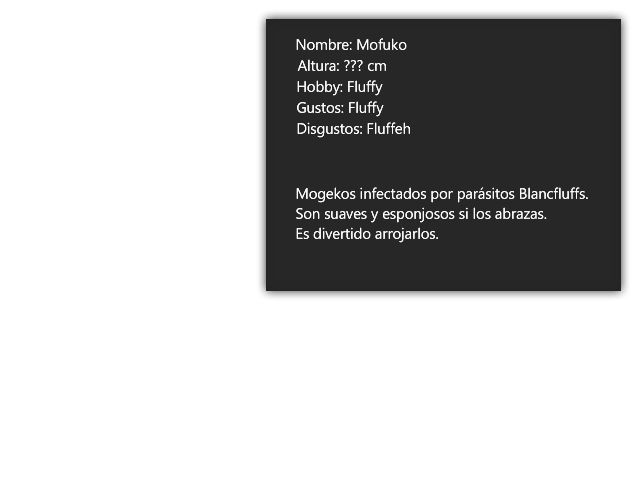 Nombre: Mofuko
Altura: ??? cm
Hobby: Fluffy
Gustos: Fluffy
Disgustos: Fluffeh
Mogekos infectados por parásitos Blancfluffs.
Son suaves y esponjosos si los abrazas.
Es divertido arrojarlos.